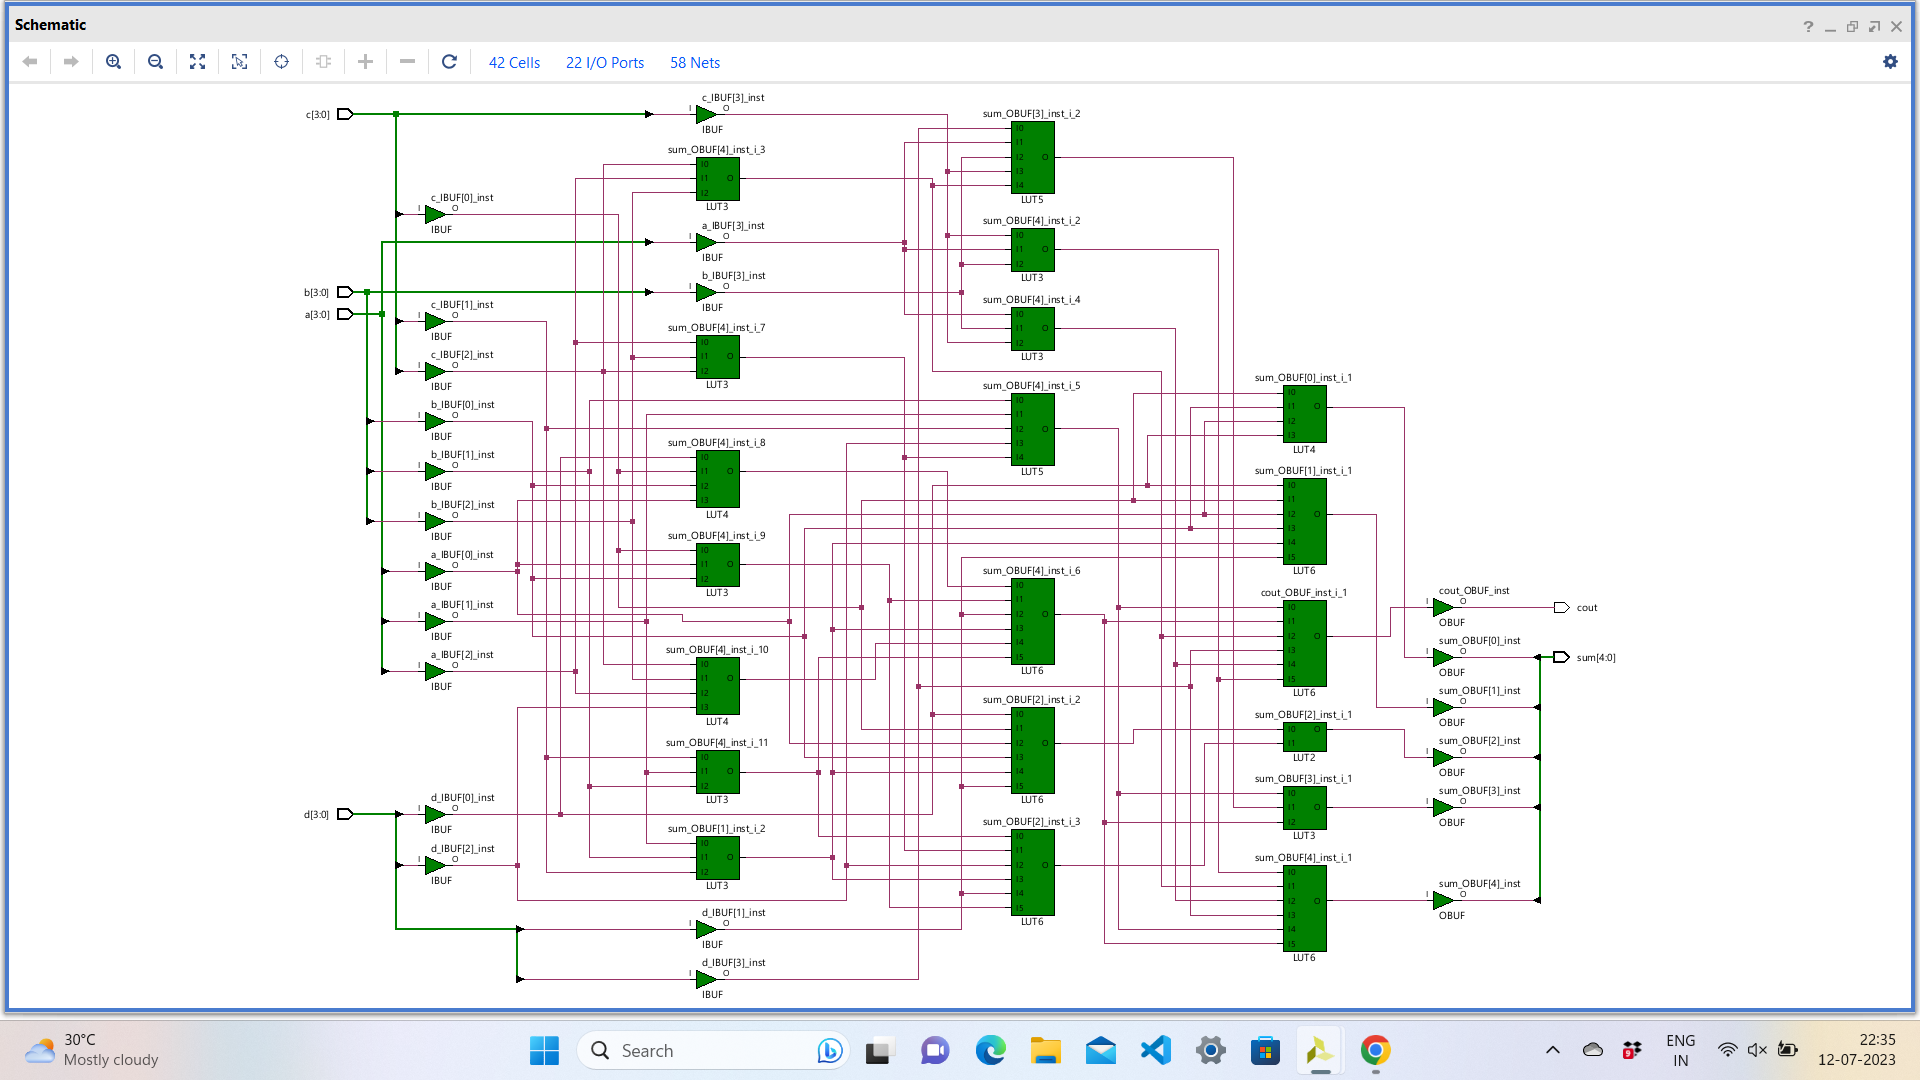 Schematic
42 Cells
22 I/O Ports
58 Nets
c[3:0]
b[3:0]
a[3:0]
d[3:0]
c_IBUF[0]_inst
I
O
IBUF
c_IBUF[1]_inst
I
O
IBUF
c_IBUF[2]_inst
I
O
IBUF
b_IBUF[0]_inst
I
O
IBUF
b_IBUF[1]_inst
I
O
IBUF
b_IBUF[2]_inst
I
O
IBUF
a_IBUF[0]_inst
I
O
IBUF
a_IBUF[1]_inst
I
O
IBUF
a_IBUF[2]_inst
I
O
IBUF
d_IBUF[0]_inst
I
O
IBUF
d_IBUF[2]_inst
I
O
IBUF
c_IBUF[3]_inst
I
O
IBUF
sum_OBUF[4]_inst_i_3
I0
I1
I2
O
LUT3
a_IBUF[3]_inst
I
O
IBUF
b_IBUF[3]_inst
I
O
IBUF
sum_OBUF[4]_inst_i_7
I0
I1
I2
O
LUT3
sum_OBUF[4]_inst_i_8
I0
I1
I2
I3
O
LUT4
sum_OBUF[4]_inst_i_9
I0
I1
I2
O
LUT3
sum_OBUF[4]_inst_i_10
I0
I1
I2
I3
O
LUT4
sum_OBUF[4]_inst_i_11
I0
I1
I2
O
LUT3
sum_OBUF[1]_inst_i_2
I0
I1
I2
O
LUT3
d_IBUF[1]_inst
I
O
IBUF
d_IBUF[3]_inst
I
O
IBUF
sum_OBUF[3]_inst_i_2
I0
I1
I2
I3
I4
O
LUT5
sum_OBUF[4]_inst_i_2
I0
I1
I2
O
LUT3
sum_OBUF[4]_inst_i_4
I0
I1
I2
O
LUT3
sum_OBUF[4]_inst_i_5
I0
I1
I2
I3
I4
O
LUT5
sum_OBUF[4]_inst_i_6
I0
I1
I2
I3
I4
I5
O
LUT6
sum_OBUF[2]_inst_i_2
I0
I1
I2
I3
I4
I5
O
LUT6
sum_OBUF[2]_inst_i_3
I0
I1
I2
I3
I4
I5
O
LUT6
sum_OBUF[0]_inst_i_1
I0
I1
I2
I3
O
LUT4
sum_OBUF[1]_inst_i_1
I0
I1
I2
I3
I4
I5
O
LUT6
cout_OBUF_inst_i_1
I0
I1
I2
I3
I4
I5
O
LUT6
sum_OBUF[2]_inst_i_1
I0
I1
O
LUT2
sum_OBUF[3]_inst_i_1
I0
I1
I2
O
LUT3
sum_OBUF[4]_inst_i_1
I0
I1
I2
I3
I4
I5
O
LUT6
cout_OBUF_inst
I
O
OBUF
sum_OBUF[0]_inst
I
O
OBUF
sum_OBUF[1]_inst
I
O
OBUF
sum_OBUF[2]_inst
I
O
OBUF
sum_OBUF[3]_inst
I
O
OBUF
sum_OBUF[4]_inst
I
O
OBUF
cout
sum[4:0]
30°C
Mostly cloudy
Search
9
ENG
IN
22:35
12-07-2023